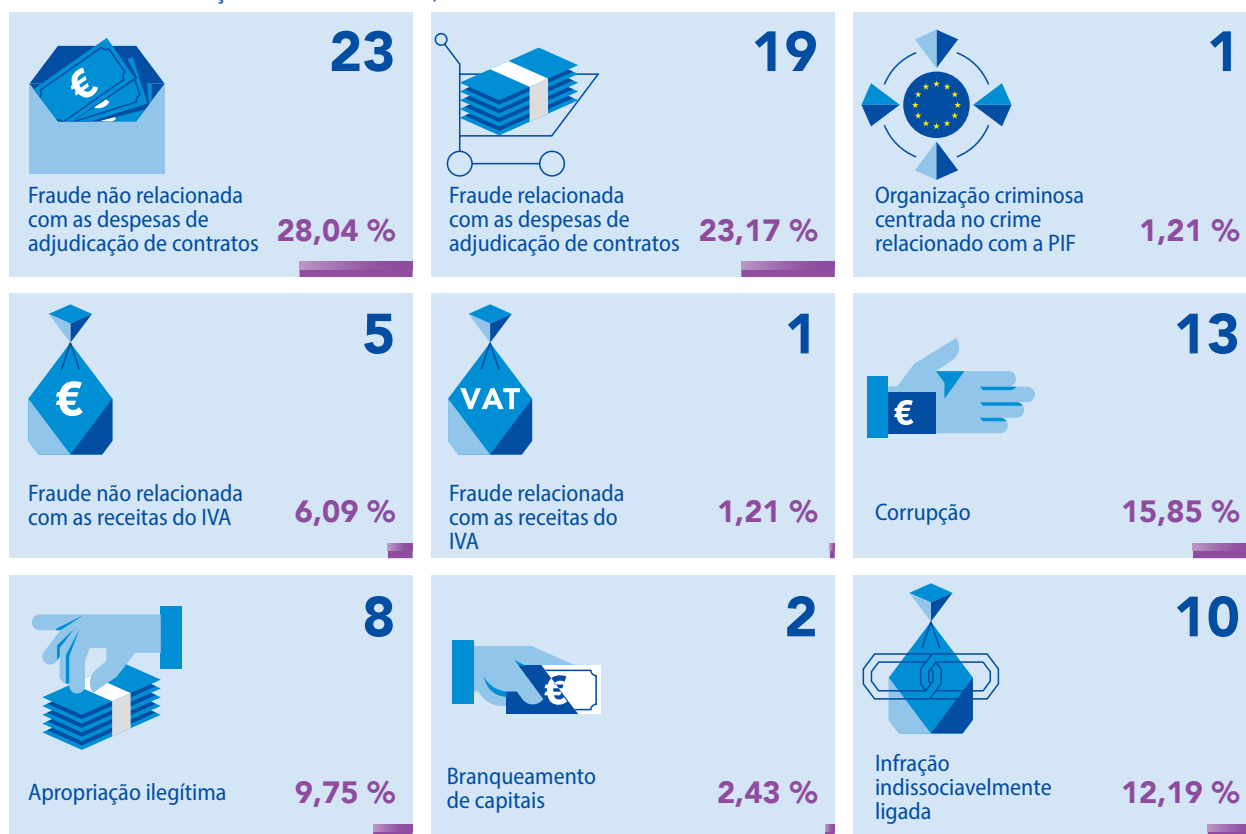 23
€
Fraude não relacionada
com as despesas de
adjudicação de contratos
28,04 %
19
Fraude relacionada
com as despesas de
adjudicação de contratos
23,17 %
1
Organização criminosa
centrada no crime
relacionado com a PIF
1,21 %
5
€
Fraude não relacionada
com as receitas do IVA
6,09 %
1
VAT
Fraude relacionada
com as receitas do
IVA
1,21 %
13
€
Corrupção
15,85 %
8
Apropriação ilegítima
9,75 %
2
€
Branqueamento
de capitais
2,43 %
10
Infração
indissociavelmente
ligada
12,19 %